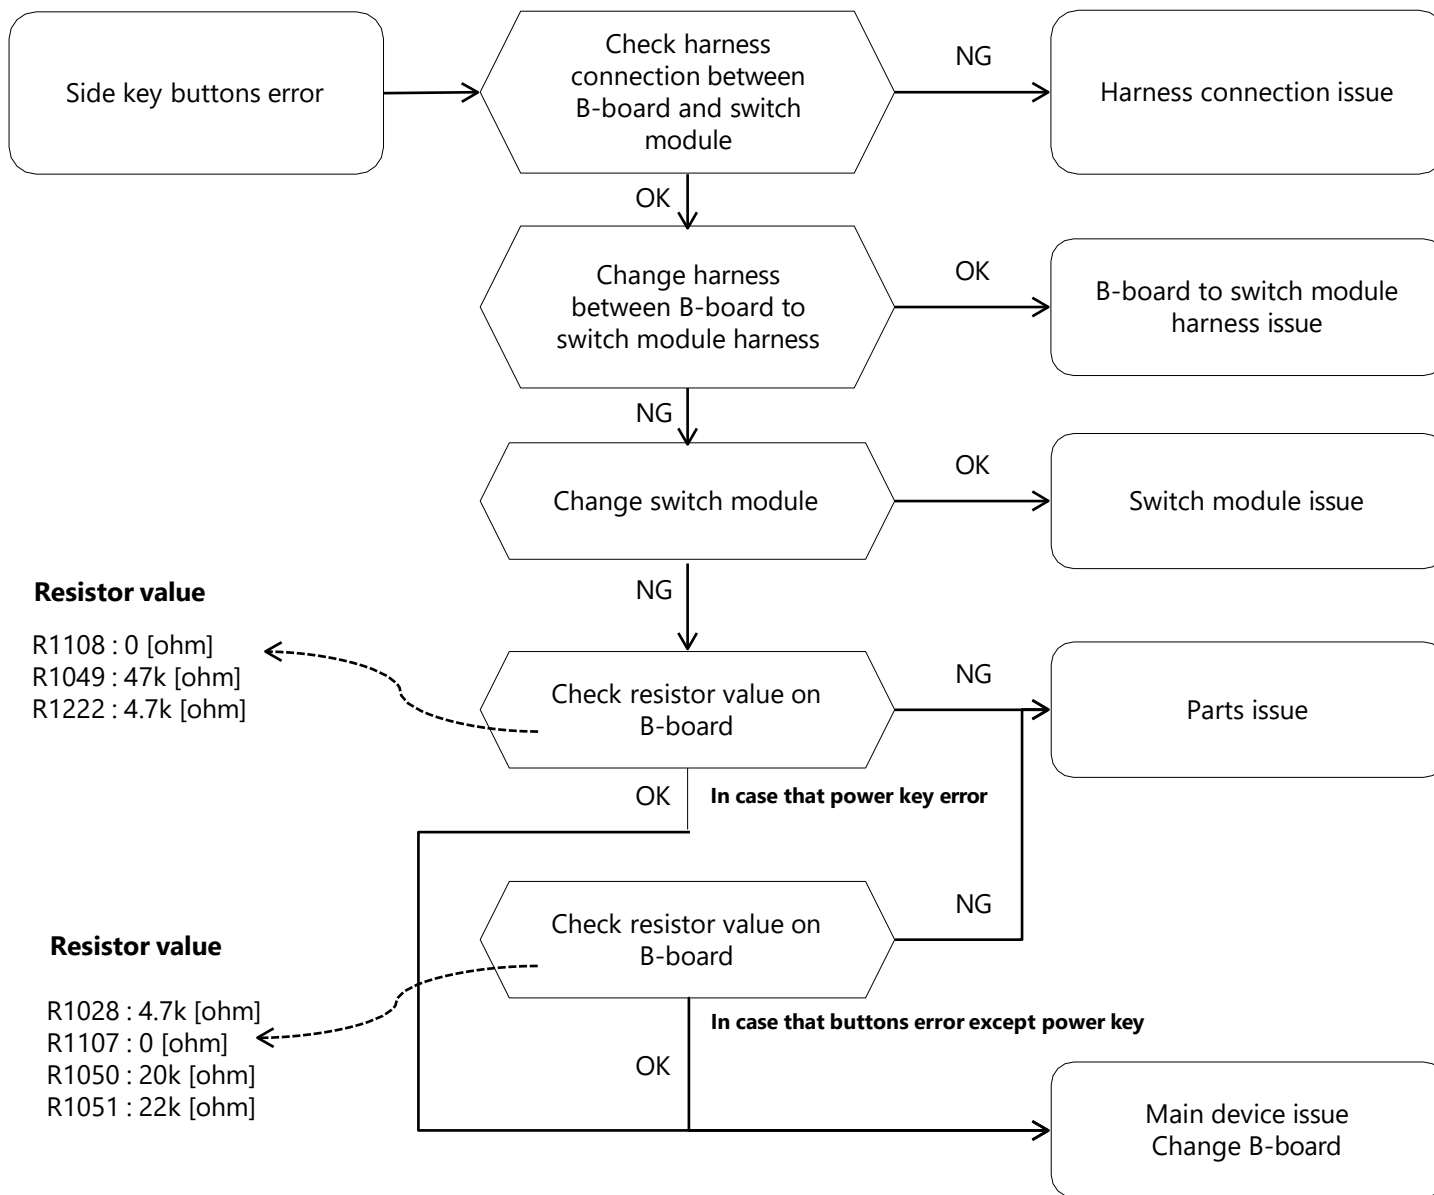 Side key buttons error
Check harness
connection between
B-board and switch
module
NG
Harness connection issue
OK
Change harness
between B-board to
switch module harness
OK
B-board to switch module
harness issue
NG
Change switch module
OK
Switch module issue
NG
Resistor value
R1108 : 0 [ohm]
R1049 : 47k [ohm]
R1222 : 4.7k [ohm]
Check resistor value on
B-board
NG
Parts issue
OK
In case that power key error
Check resistor value on
B-board
NG
Resistor value
R1028 : 4.7k [ohm]
R1107 : 0 [ohm]
R1050 : 20k [ohm]
R1051 : 22k [ohm]
In case that buttons error except power key
OK
Main device issue
Change B-board